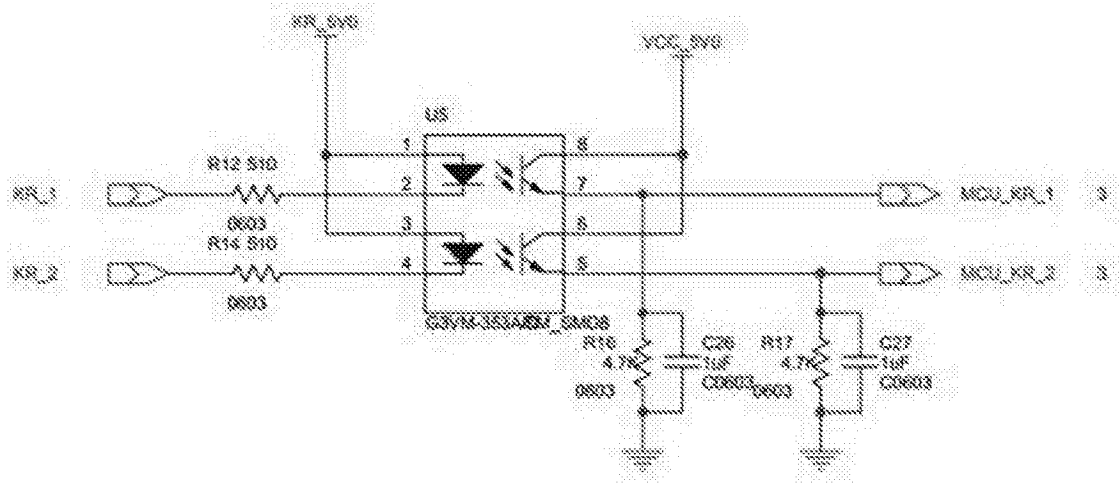 KR_5V0
VCC_5V0
U5
1
8
R12 510
KR_1
2
7
MCU_KR_1
3
0603
3
6
R14 510
KR_2
4
5
MCU_KR_2
3
0603
R16
4.7K
0603
C26
1uF
C0603
R17
4.7K
0603
C27
1uF
C0603